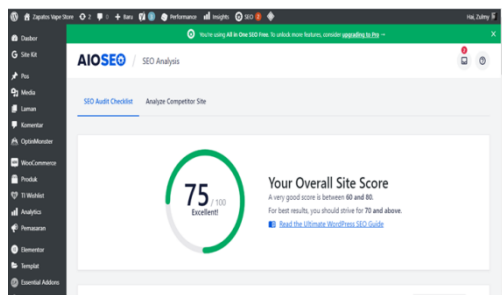 Zapatos Vape Store 2 0 + Baru Performance Insights SEO Hai, Zulmy
You're using All in One SEO Free. To unlock more features, consider upgrading to Pro → ×
Dasbor
Site Kit
Pos
Media
Laman
Komentar
OptinMonster
WooCommerce
Produk
TI Wishlist
Analytics
Pemasaran
Elementor
Templat
Essential Addons
AIOSEO / SEO Analysis
SEO Audit Checklist Analyze Competitor Site
75 / 100
Excellent!
Your Overall Site Score
A very good score is between 60 and 80.
For best results, you should strive for 70 and above.
Read the Ultimate WordPress SEO Guide